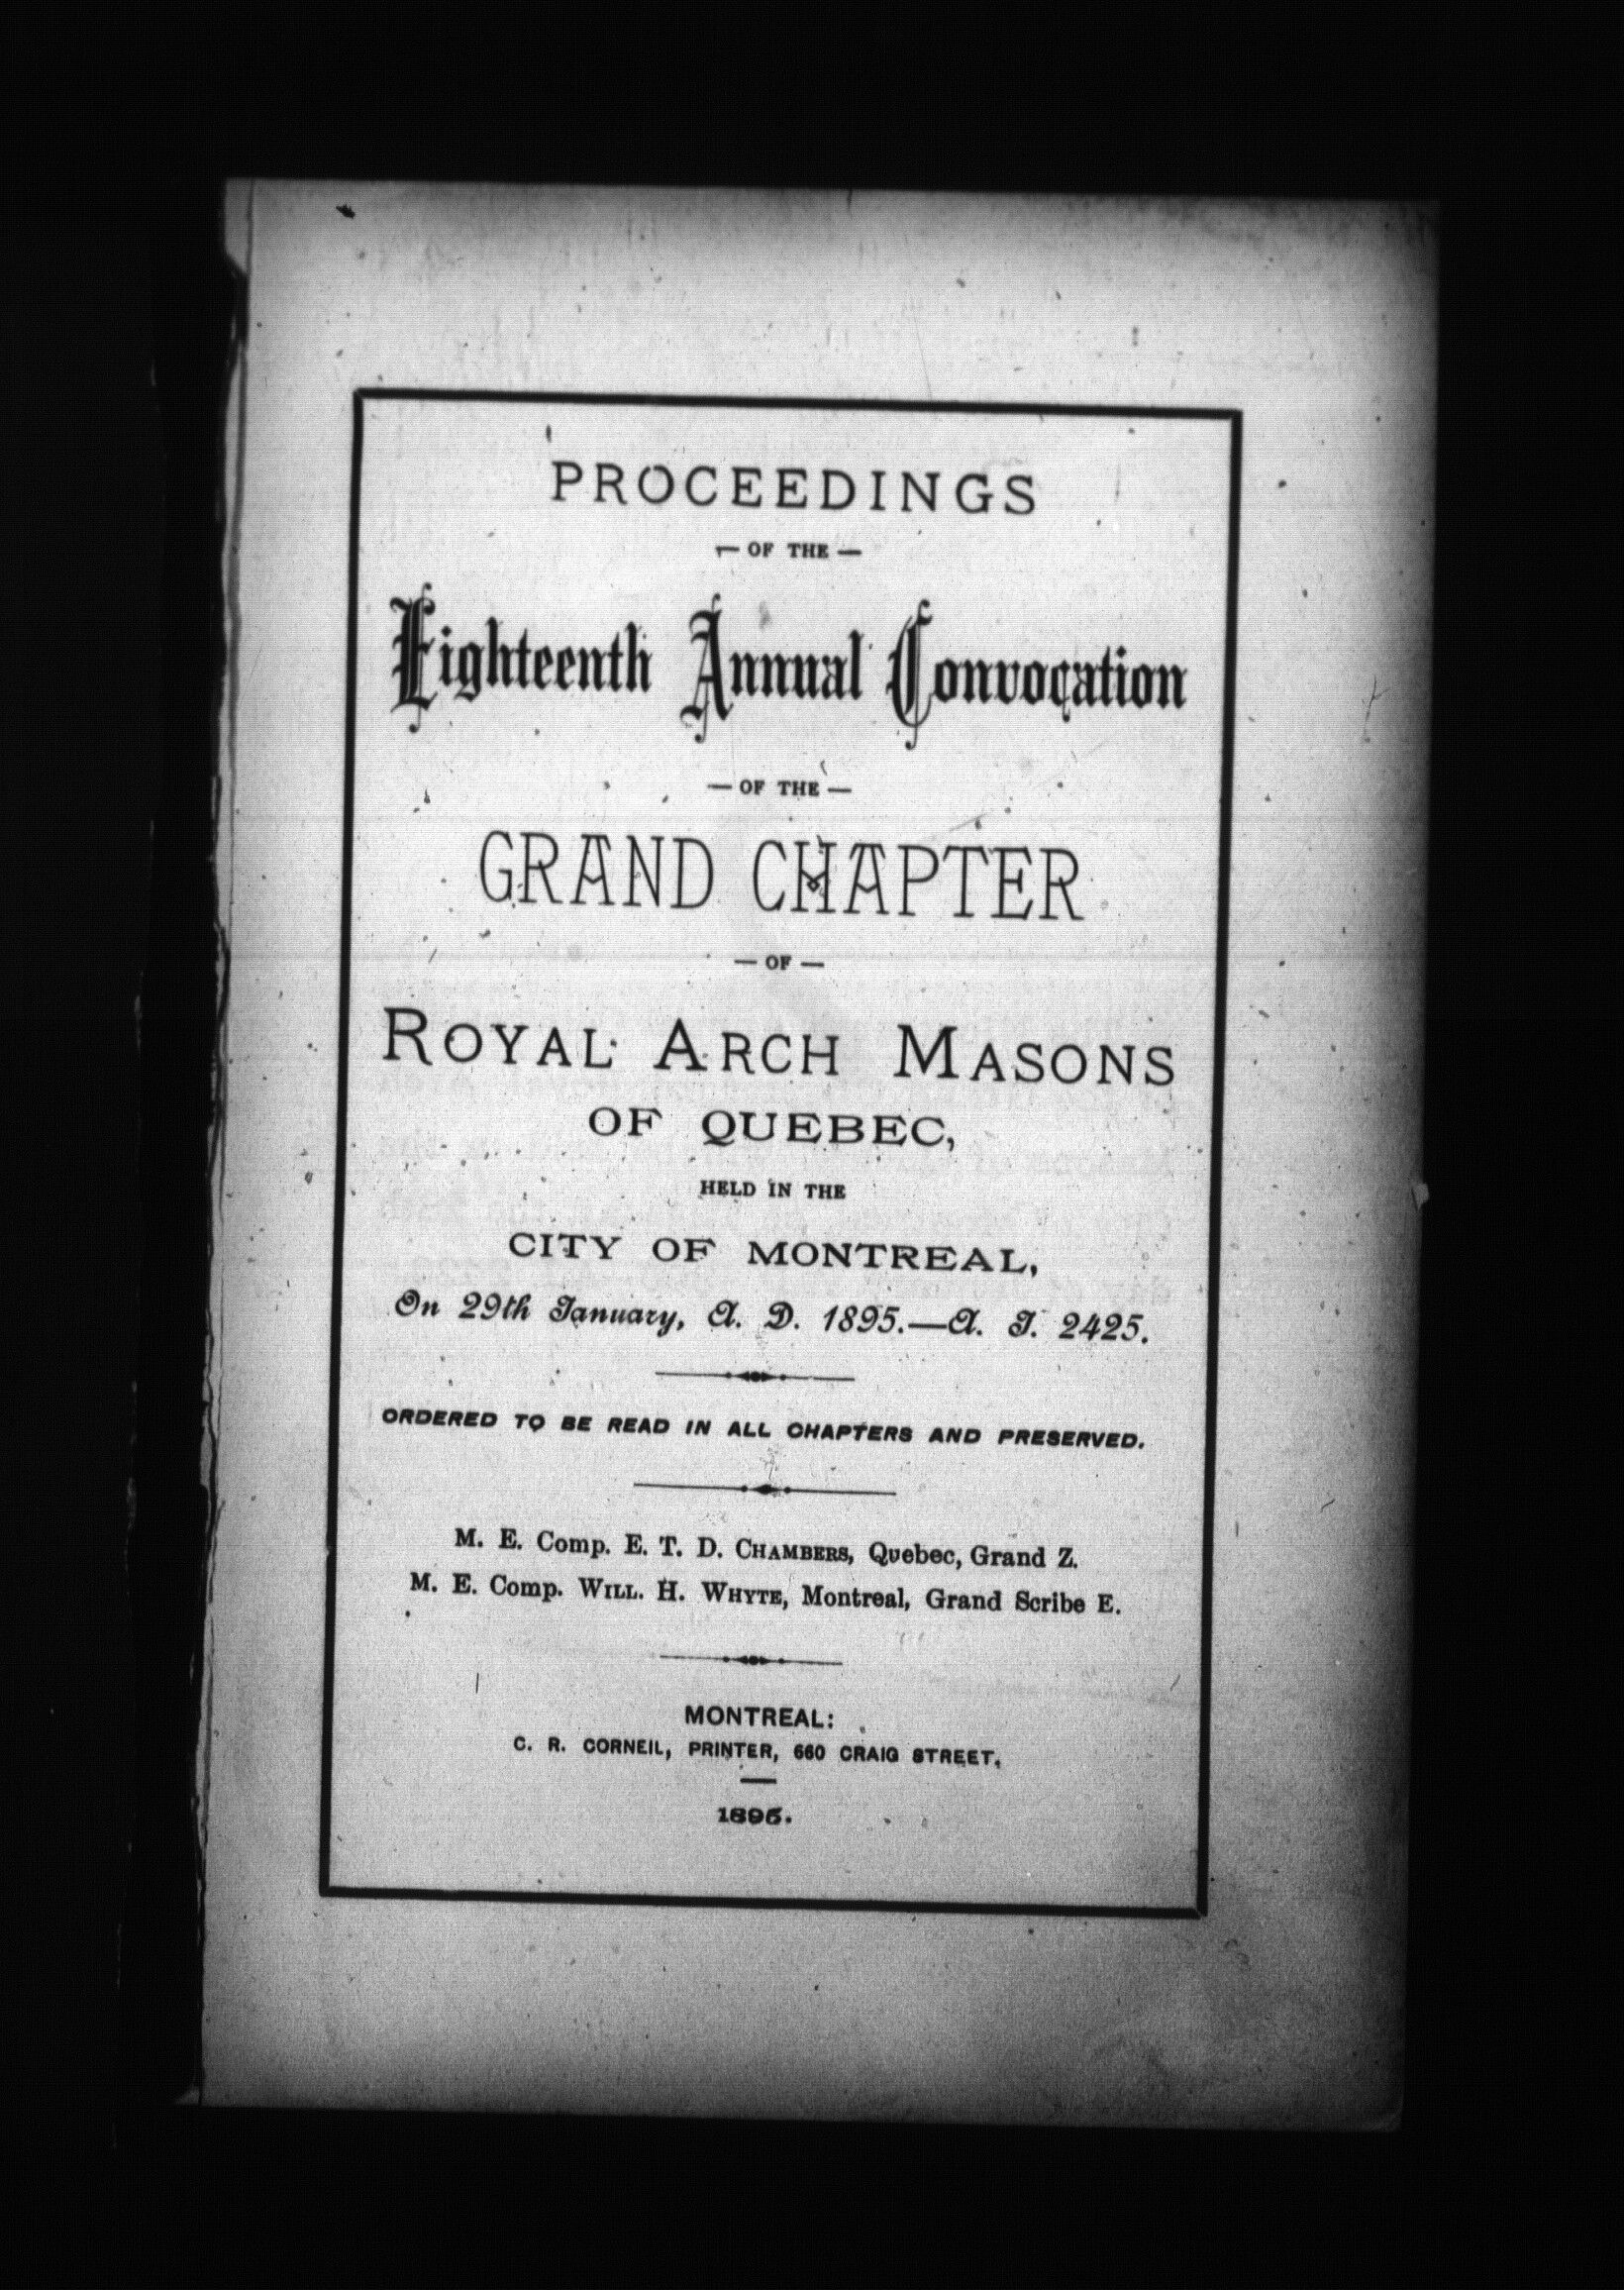 PROCEEDINGS
— OF THE —
Eighteenth Annual Convocation
— OF THE —
GRAND CHAPTER
— OF —
ROYAL ARCH MASONS
OF QUEBEC,
HELD IN THE
CITY OF MONTREAL,
On 29th January, A. D. 1895.—A. I. 2425.
ORDERED TO BE READ IN ALL CHAPTERS AND PRESERVED.
M. E. Comp. E. T. D. CHAMBERS, Quebec, Grand Z.
M. E. Comp. WILL. H. WHYTE, Montreal, Grand Scribe E.
MONTREAL:
C. R. CORNEIL, PRINTER, 660 CRAIG STREET.
1895.